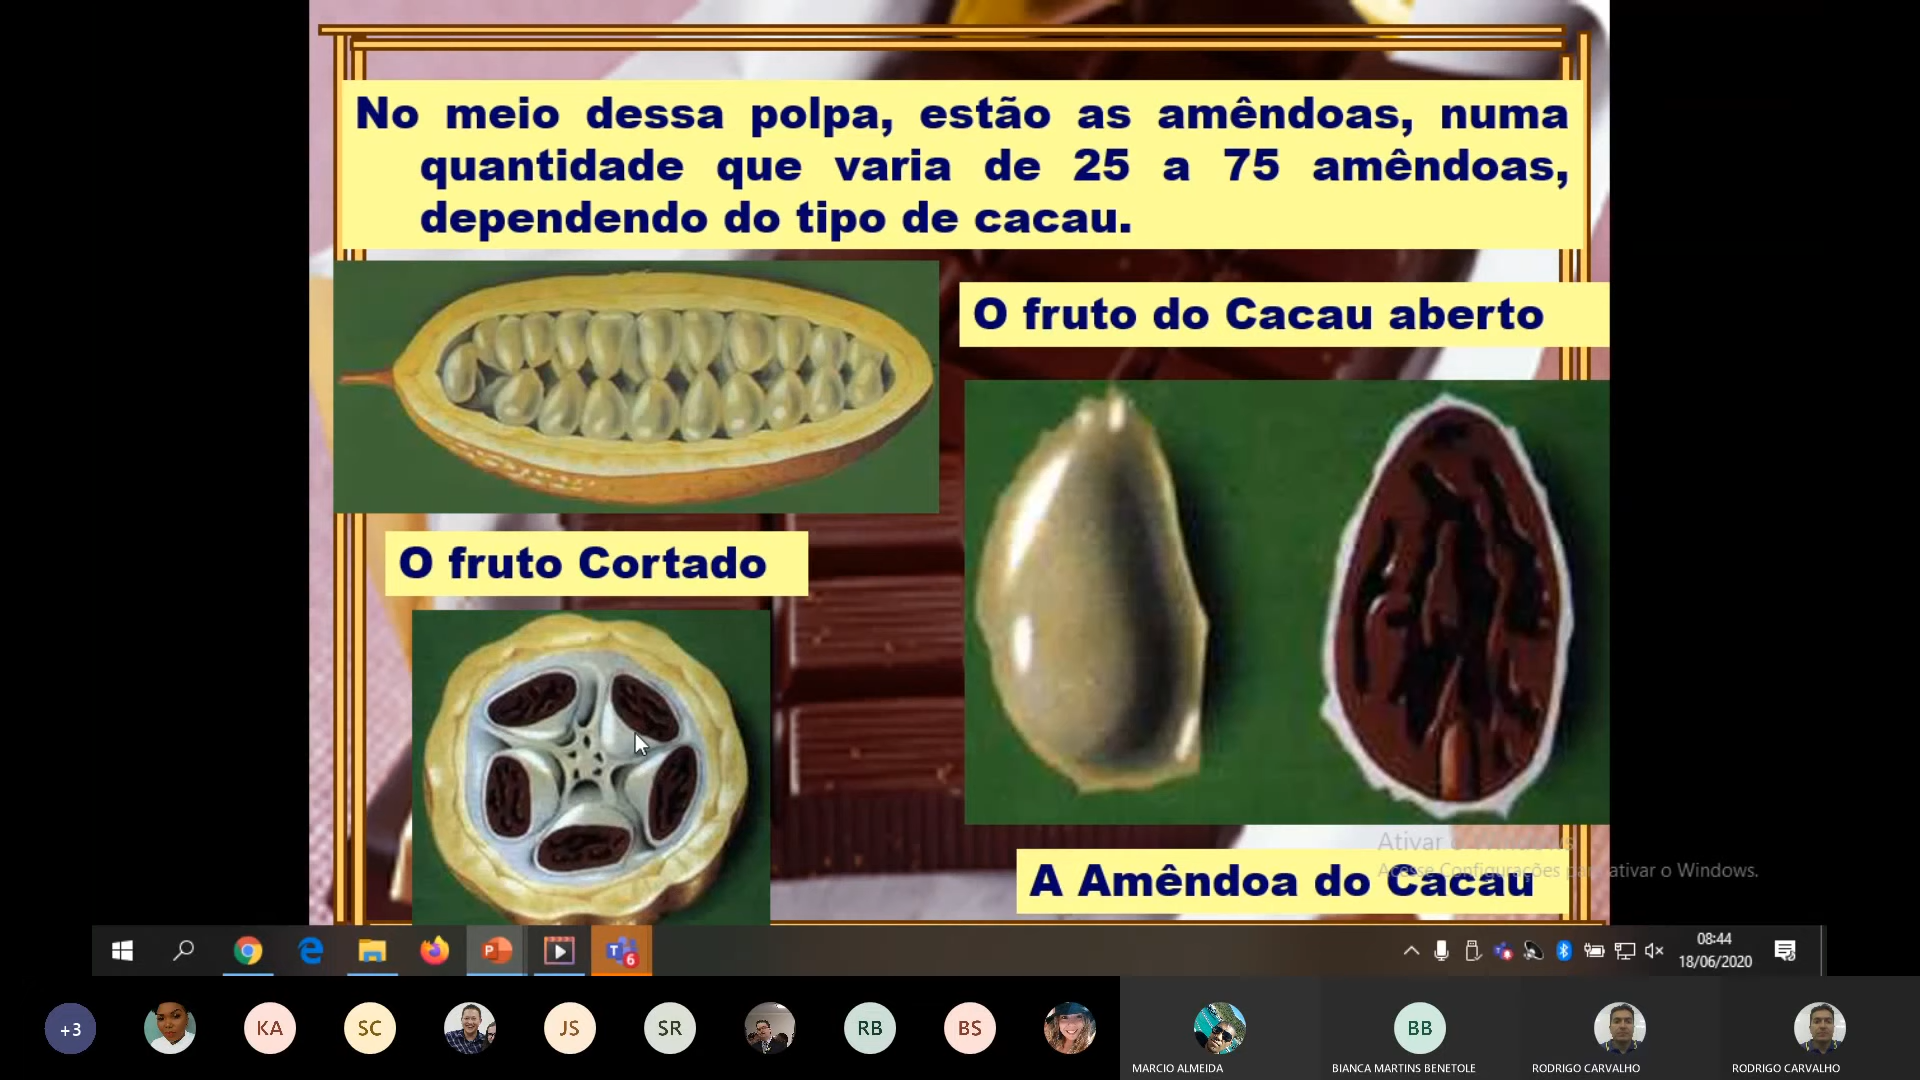 No meio dessa polpa, estão as amêndoas, numa
quantidade que varia de 25 a 75 amêndoas,
dependendo do tipo de cacau.
O fruto do Cacau aberto
O fruto Cortado
A Amêndoa do Cacau
Ativar o Windows
Acesse Configurações para ativar o Windows.
08:44
18/06/2020
6
+3
KA
SC
JS
SR
RB
BS
BB
MARCIO ALMEIDA
BIANCA MARTINS BENETOLE
RODRIGO CARVALHO
RODRIGO CARVALHO